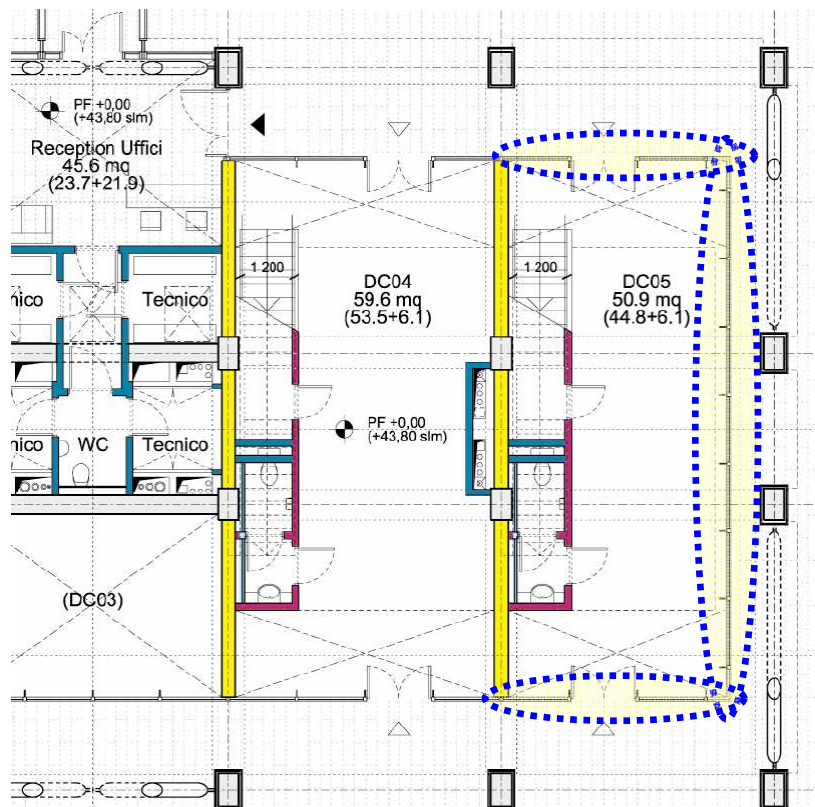 PF +0,00
(+43,80 slm)
Reception Uffici
45.6 mq
(23.7+21.9)
1 200
DC04
59.6 mq
(53.5+6.1)
1 200
DC05
50.9 mq
(44.8+6.1)
nico
Tecnico
PF +0,00
(+43,80 slm)
nico
WC
Tecnico
(DC03)